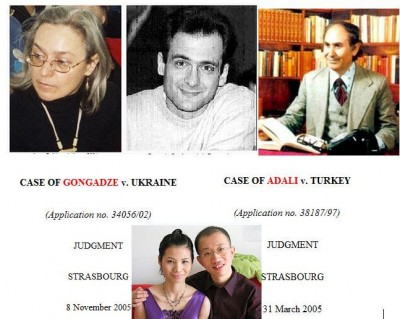 CASE OF GONGADZE v. UKRAINE
(Application no. 34056/02)
JUDGMENT
STRASBOURG
8 November 2005
CASE OF ADALI v. TURKEY
(Application no. 38187/97)
JUDGMENT
STRASBOURG
31 March 2005